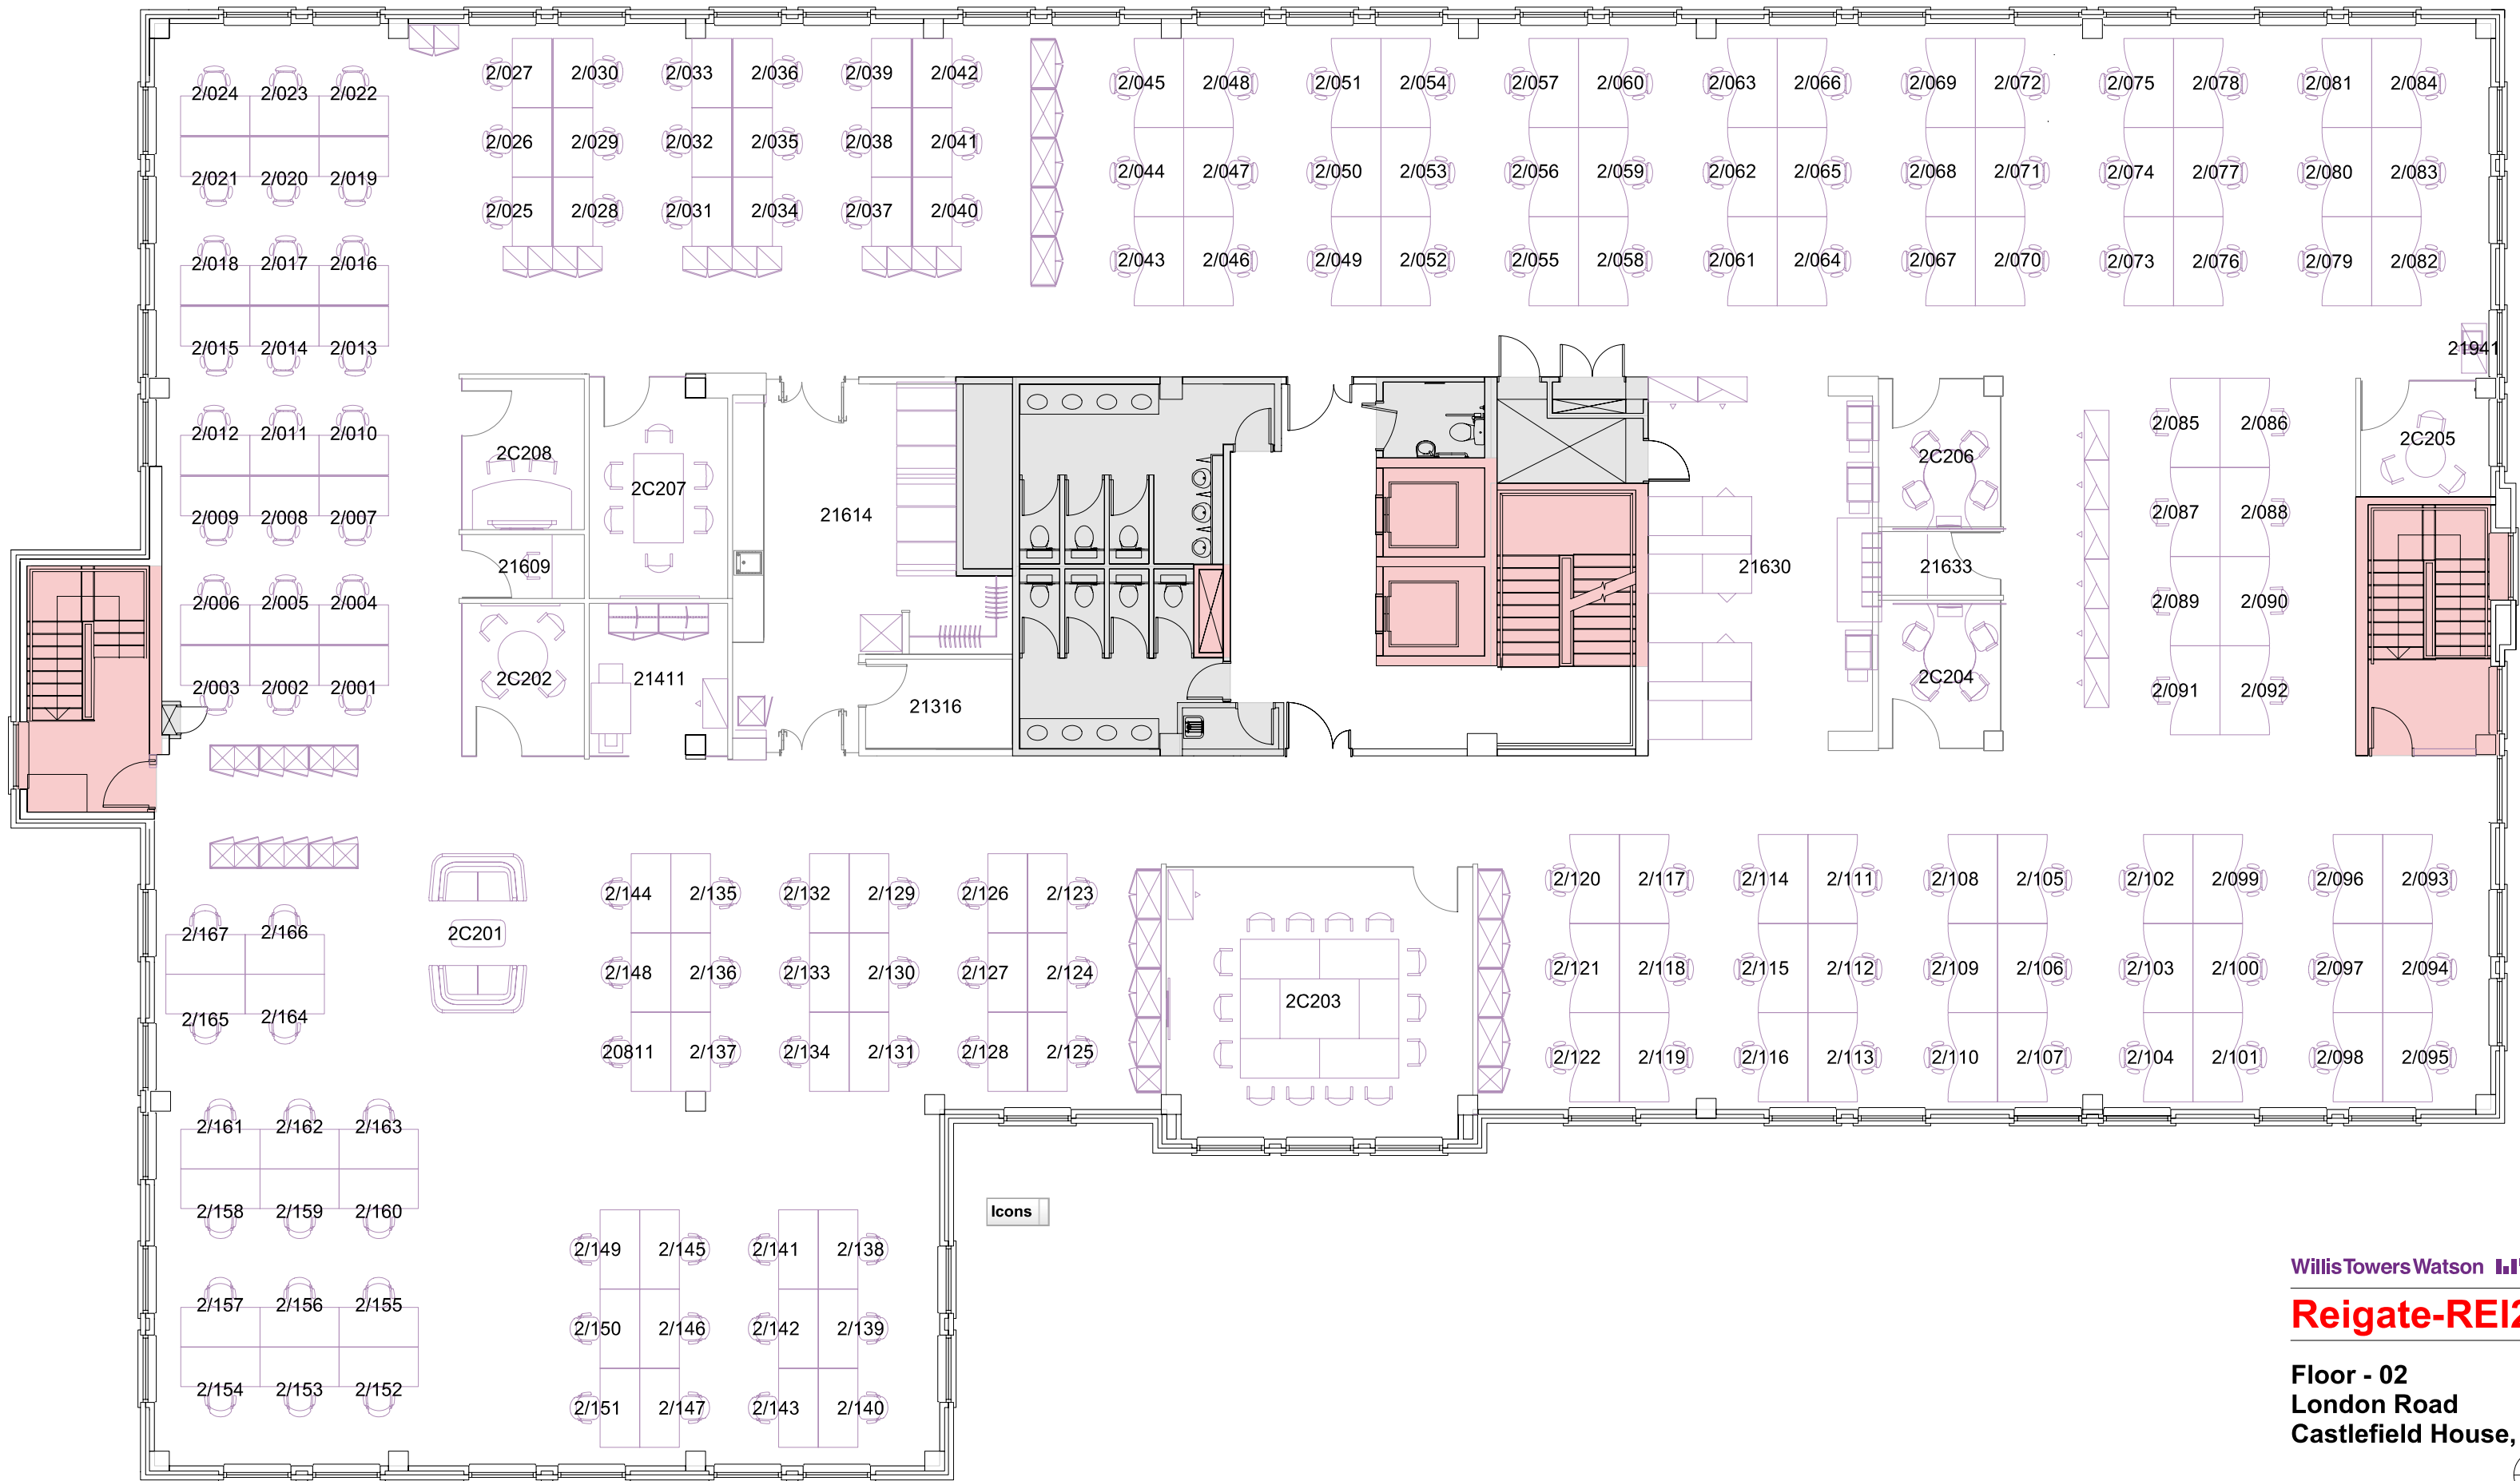 2/027 2/030 2/033 2/036 2/039 2/042
2/045 2/048 2/051 2/054 2/057 2/060 2/063 2/066 2/069 2/072 2/075 2/078 2/081 2/084
2/024 2/023 2/022
2/026 2/029 2/032 2/035 2/038 2/041
2/044 2/047 2/050 2/053 2/056 2/059 2/062 2/065 2/068 2/071 2/074 2/077 2/080 2/083
2/021 2/020 2/019
2/025 2/028 2/031 2/034 2/037 2/040
2/043 2/046 2/049 2/052 2/055 2/058 2/061 2/064 2/067 2/070 2/073 2/076 2/079 2/082
2/018 2/017 2/016
2/015 2/014 2/013
21941
2/012 2/011 2/010
2/085 2/086
2C205
2C208
2C206
2C207
2/009 2/008 2/007
21614
2/087 2/088
21609
21630
21633
2/006 2/005 2/004
2/089 2/090
2C202
21411
2C204
2/003 2/002 2/001
2/091 2/092
21316
2/144 2/135 2/132 2/129 2/126 2/123
2/120 2/117 2/114 2/111 2/108 2/105 2/102 2/099 2/096 2/093
2/167 2/166
2C201
2/148 2/136 2/133 2/130 2/127 2/124
2/121 2/118 2/115 2/112 2/109 2/106 2/103 2/100 2/097 2/094
2C203
2/165 2/164
20811 2/137 2/134 2/131 2/128 2/125
2/122 2/119 2/116 2/113 2/110 2/107 2/104 2/101 2/098 2/095
2/161 2/162 2/163
2/158 2/159 2/160
Icons
2/149 2/145 2/141 2/138
2/157 2/156 2/155
2/150 2/146 2/142 2/139
2/154 2/153 2/152
2/151 2/147 2/143 2/140
WillisTowersWatson
Reigate-REI2
Floor - 02
London Road
Castlefield House,